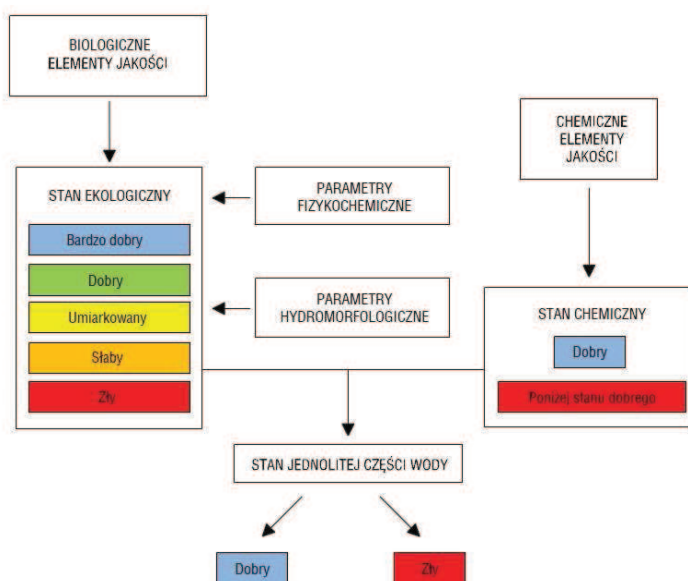 BIOLOGICZNE
ELEMENTY JAKOŚCI
CHEMICZNE
ELEMENTY
JAKOŚCI
STAN EKOLOGICZNY
Bardzo dobry
Dobry
Umiarkowany
Słaby
Zły
PARAMETRY
FIZYKOCHEMICZNE
PARAMETRY
HYDROMORFOLOGICZNE
STAN CHEMICZNY
Dobry
Poniżej stanu dobrego
STAN JEDNOLITEJ CZĘŚCI WODY
Dobry
Zły